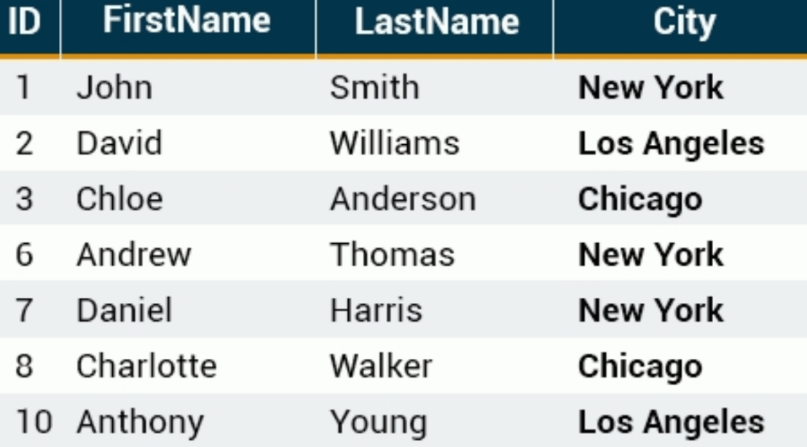 ID FirstName LastName City
1 John Smith New York
2 David Williams Los Angeles
3 Chloe Anderson Chicago
6 Andrew Thomas New York
7 Daniel Harris New York
8 Charlotte Walker Chicago
10 Anthony Young Los Angeles